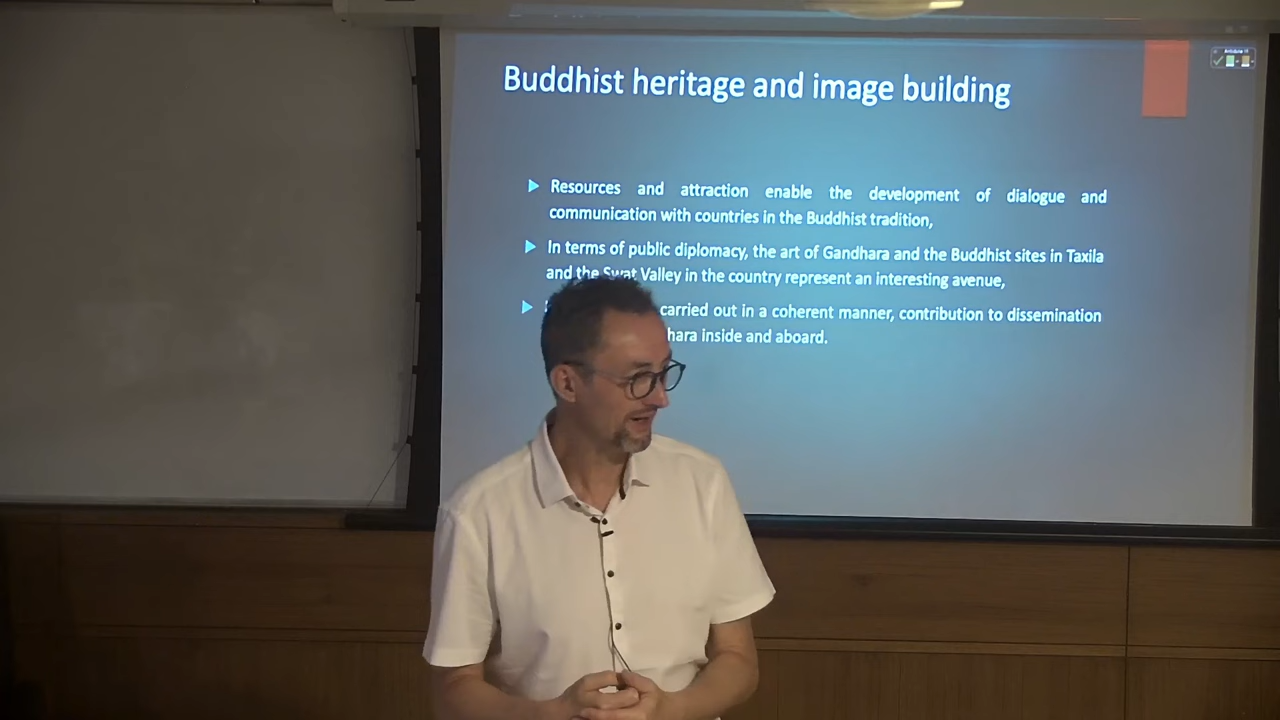 Buddhist heritage and image building
Resources and attraction enable the development of dialogue and
communication with countries in the Buddhist tradition,
In terms of public diplomacy, the art of Gandhara and the Buddhist sites in Taxila
and the Swat Valley in the country represent an interesting avenue,
carried out in a coherent manner, contribution to dissemination
hara inside and aboard.